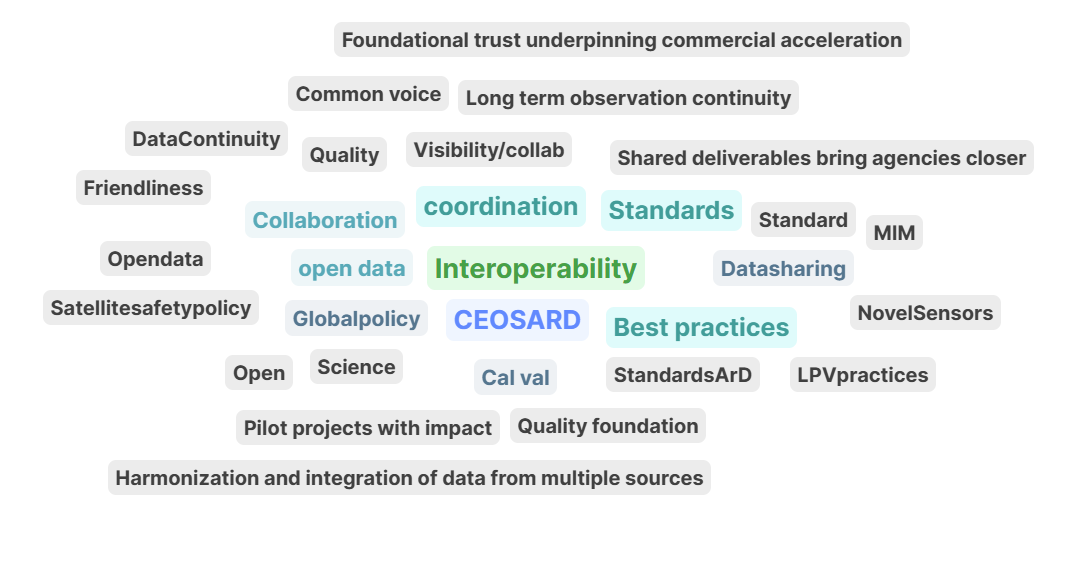 Foundational trust underpinning commercial acceleration
Common voice
Long term observation continuity
DataContinuity
Quality
Visibility/collab
Shared deliverables bring agencies closer
Friendliness
Collaboration
coordination
Standards
Standard
MIM
Opendata
open data
Interoperability
Datasharing
Satellitesafetypolicy
Globalpolicy
CEOSARD
Best practices
NovelSensors
Open
Science
Cal val
StandardsArD
LPVpractices
Pilot projects with impact
Quality foundation
Harmonization and integration of data from multiple sources